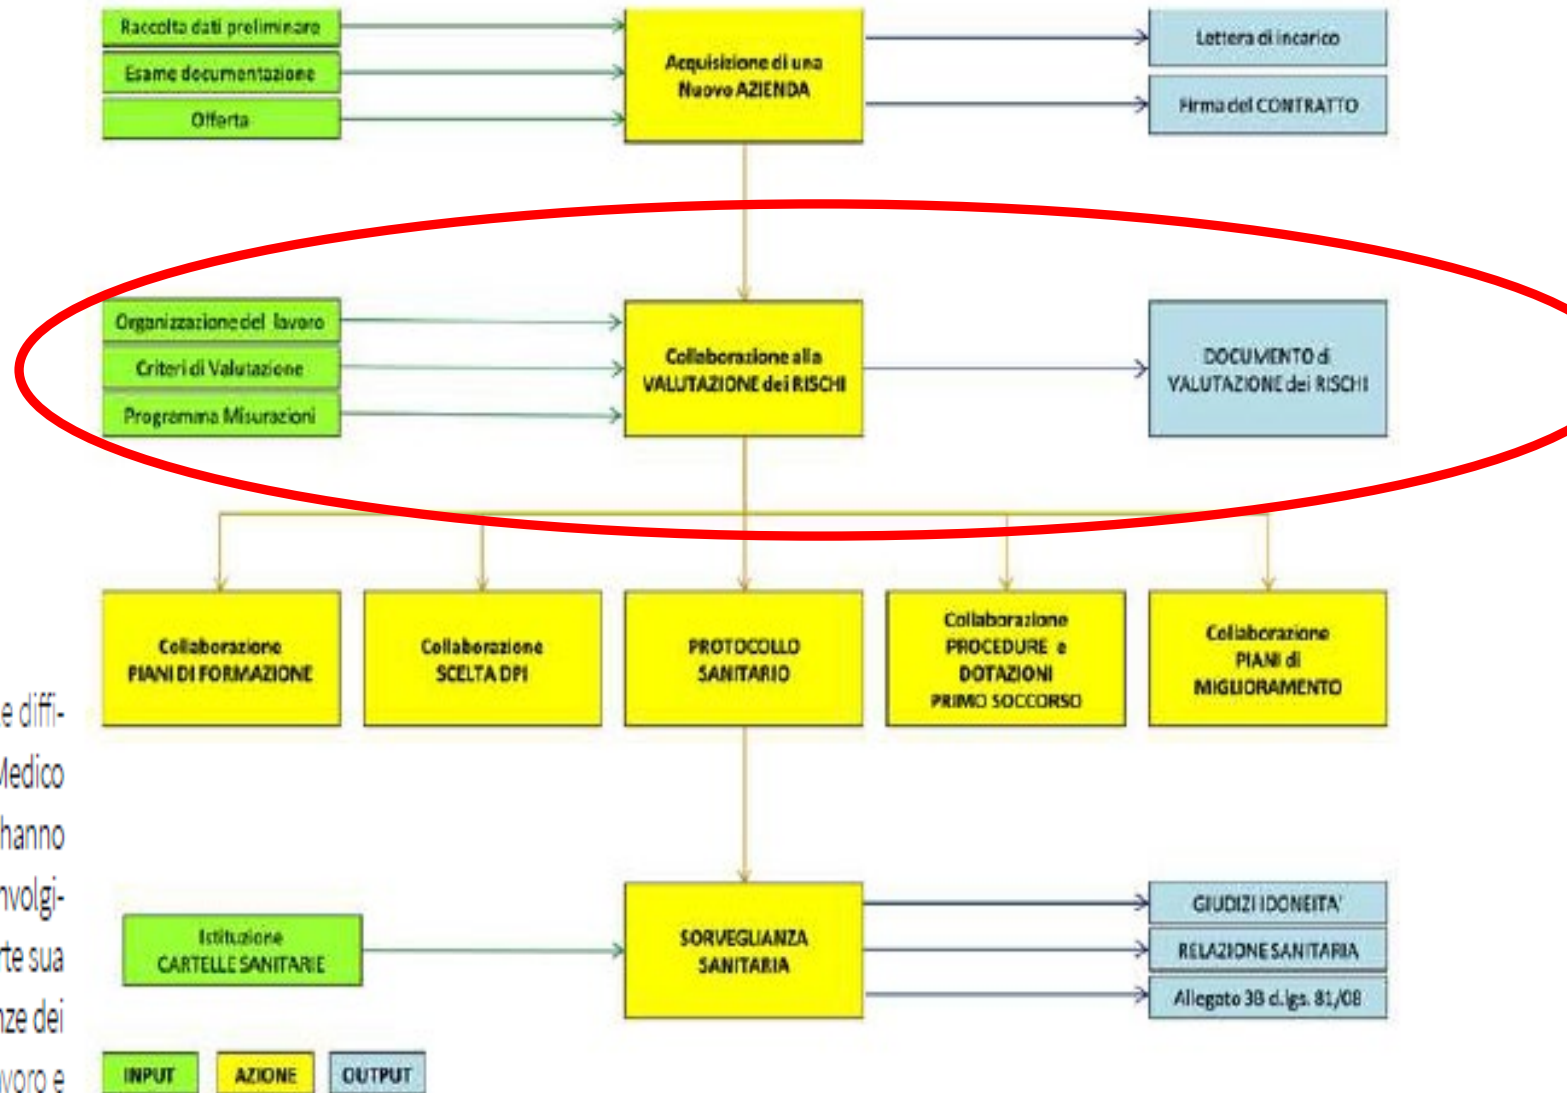 Raccolta dati preliminare
Esame documentazione
Offerta
Acquisizione di una
Nuovo AZIENDA
Lettera di incarico
Firma del CONTRATTO
Organizzazione del lavoro
Criteri di Valutazione
Programma Misurazioni
Collaborazione alla
VALUTAZIONE dei RISCHI
DOCUMENTO di
VALUTAZIONE dei RISCHI
Collaborazione
PIANI DI FORMAZIONE
Collaborazione
SCELTA DPI
PROTOCOLLO
SANITARIO
Collaborazione
PROCEDURE e
DOTAZIONI
PRIMO SOCCORSO
Collaborazione
PIANI di
MIGLIORAMENTO
e diffi-
Medico
hanno
nvolgi-
rte sua
nze dei
avoro e
Istituzione
CARTELLE SANITARIE
SORVEGLIANZA
SANITARIA
GIUDIZI IDONEITA'
RELAZIONE SANITARIA
Allegato 3B d.lgs. 81/08
INPUT
AZIONE
OUTPUT